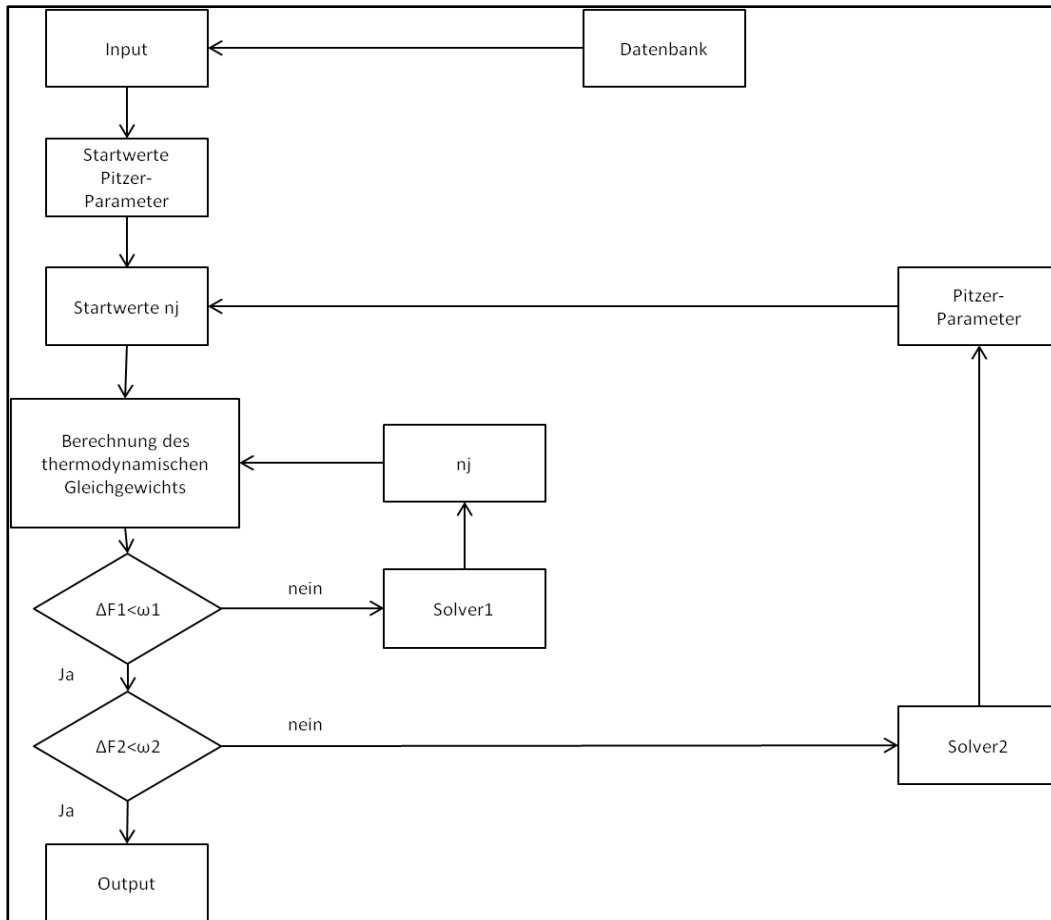 Input
Datenbank
Startwerte
Pitzer-
Parameter
Startwerte nj
Pitzer-
Parameter
Berechnung des
thermodynamischen
Gleichgewichts
nj
ΔF1<ω1
nein
Solver1
Ja
ΔF2<ω2
nein
Solver2
Ja
Output